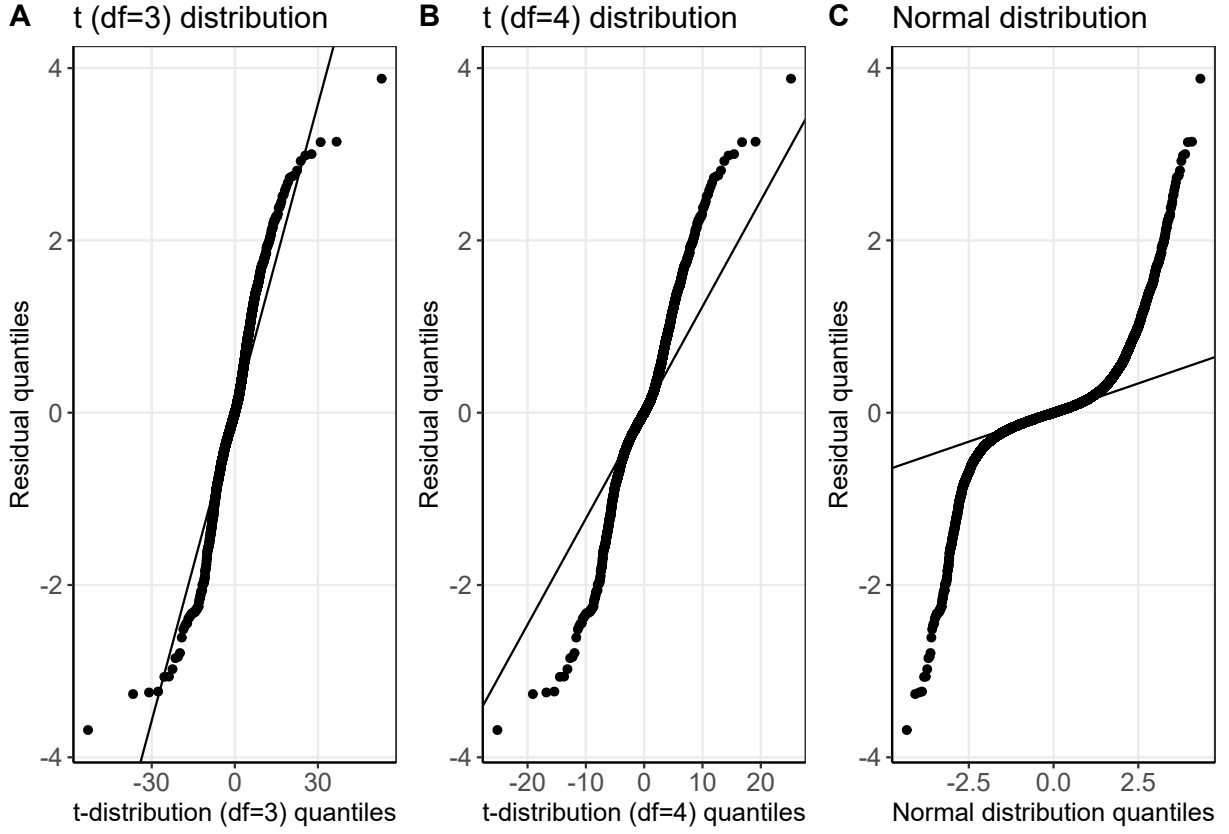 A t (df=3) distribution
4
2
0
-2
-4
Residual quantiles
-30 0 30
t-distribution (df=3) quantiles
B t (df=4) distribution
4
2
0
-2
-4
Residual quantiles
-20 -10 0 10 20
t-distribution (df=4) quantiles
C Normal distribution
4
2
0
-2
-4
Residual quantiles
-2.5 0.0 2.5
Normal distribution quantiles